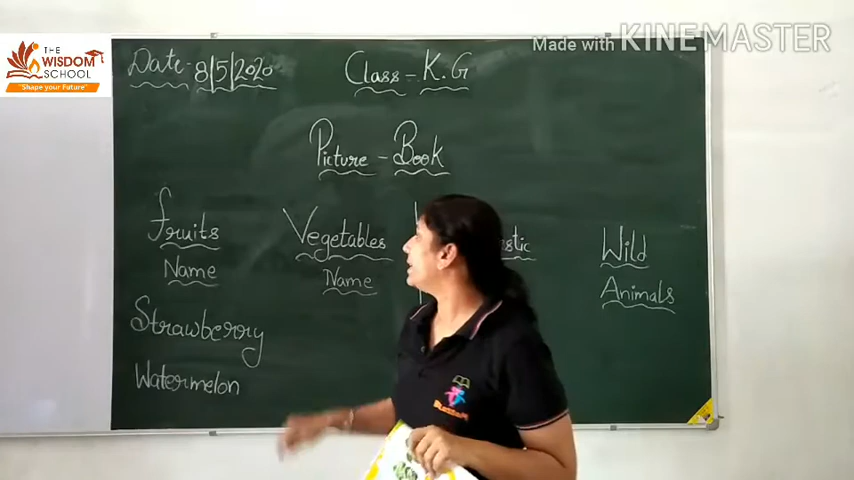 Made with KINEMASTER
THE
WISDOM
SCHOOL
"Shape your Future"
Date - 8|5|2020
Class - K.G
Picture - Book
Fruits
Name
Strawberry
Watermelon
Vegetables
Name
Wild
Animals